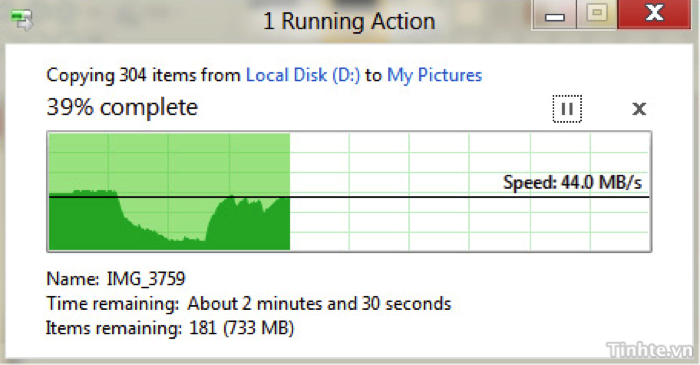 1 Running Action
Copying 304 items from Local Disk (D:) to My Pictures
39% complete
Speed: 44.0 MB/s
Name: IMG_3759
Time remaining: About 2 minutes and 30 seconds
Items remaining: 181 (733 MB)
Tinhte.vn